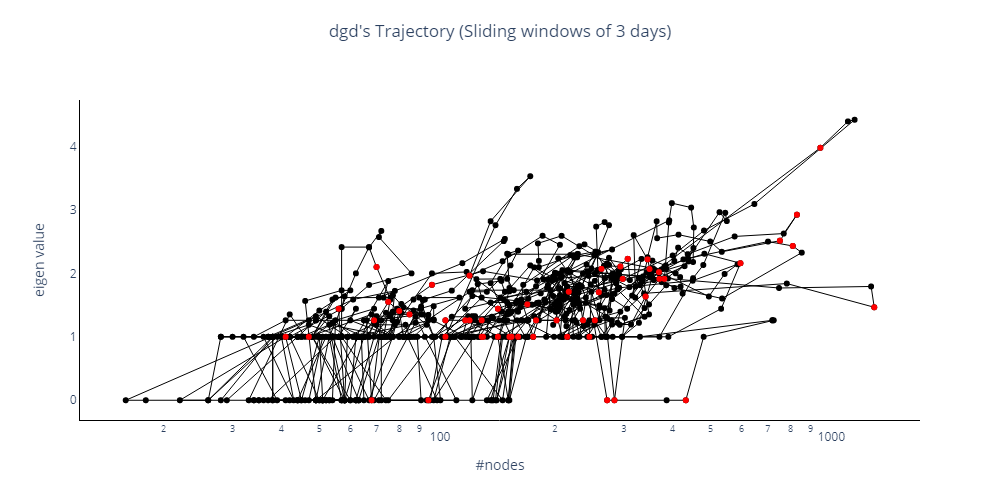 dgd's Trajectory (Sliding windows of 3 days)
4
3
2
1
0
eigen value
2 3 4 5 6 7 8 9 100 2 3 4 5 6 7 8 9 1000
#nodes